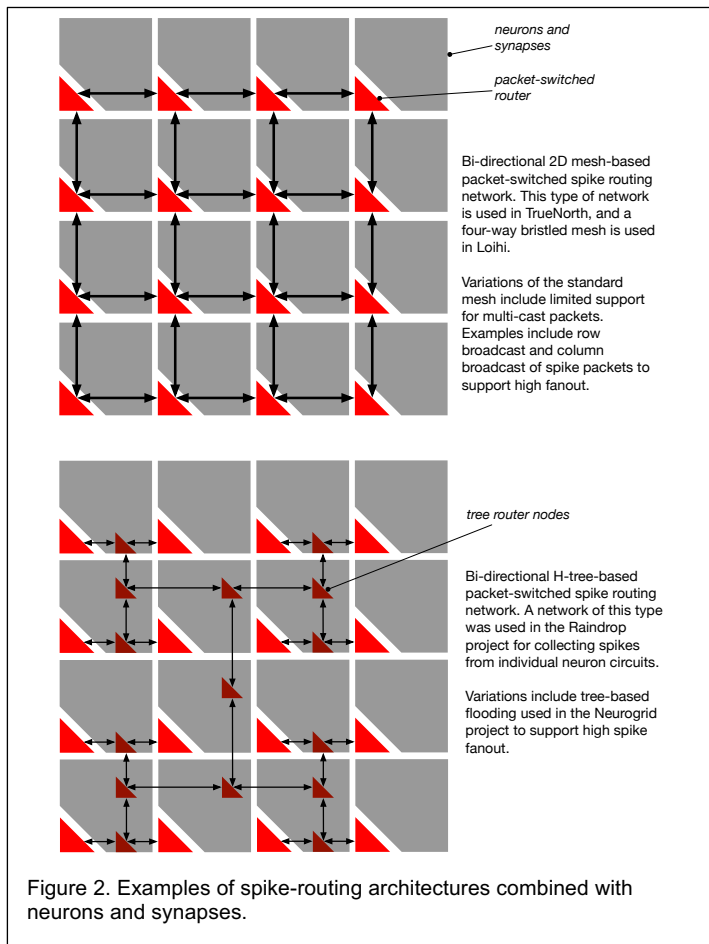 neurons and
synapses
packet-switched
router
Bi-directional 2D mesh-based
packet-switched spike routing
network. This type of network
is used in TrueNorth, and a
four-way bristled mesh is used
in Loihi.
Variations of the standard
mesh include limited support
for multi-cast packets.
Examples include row
broadcast and column
broadcast of spike packets to
support high fanout.
tree router nodes
Bi-directional H-tree-based
packet-switched spike routing
network. A network of this type
was used in the Raindrop
project for collecting spikes
from individual neuron circuits.
Variations include tree-based
flooding used in the Neurogrid
project to support high spike
fanout.
Figure 2. Examples of spike-routing architectures combined with
neurons and synapses.